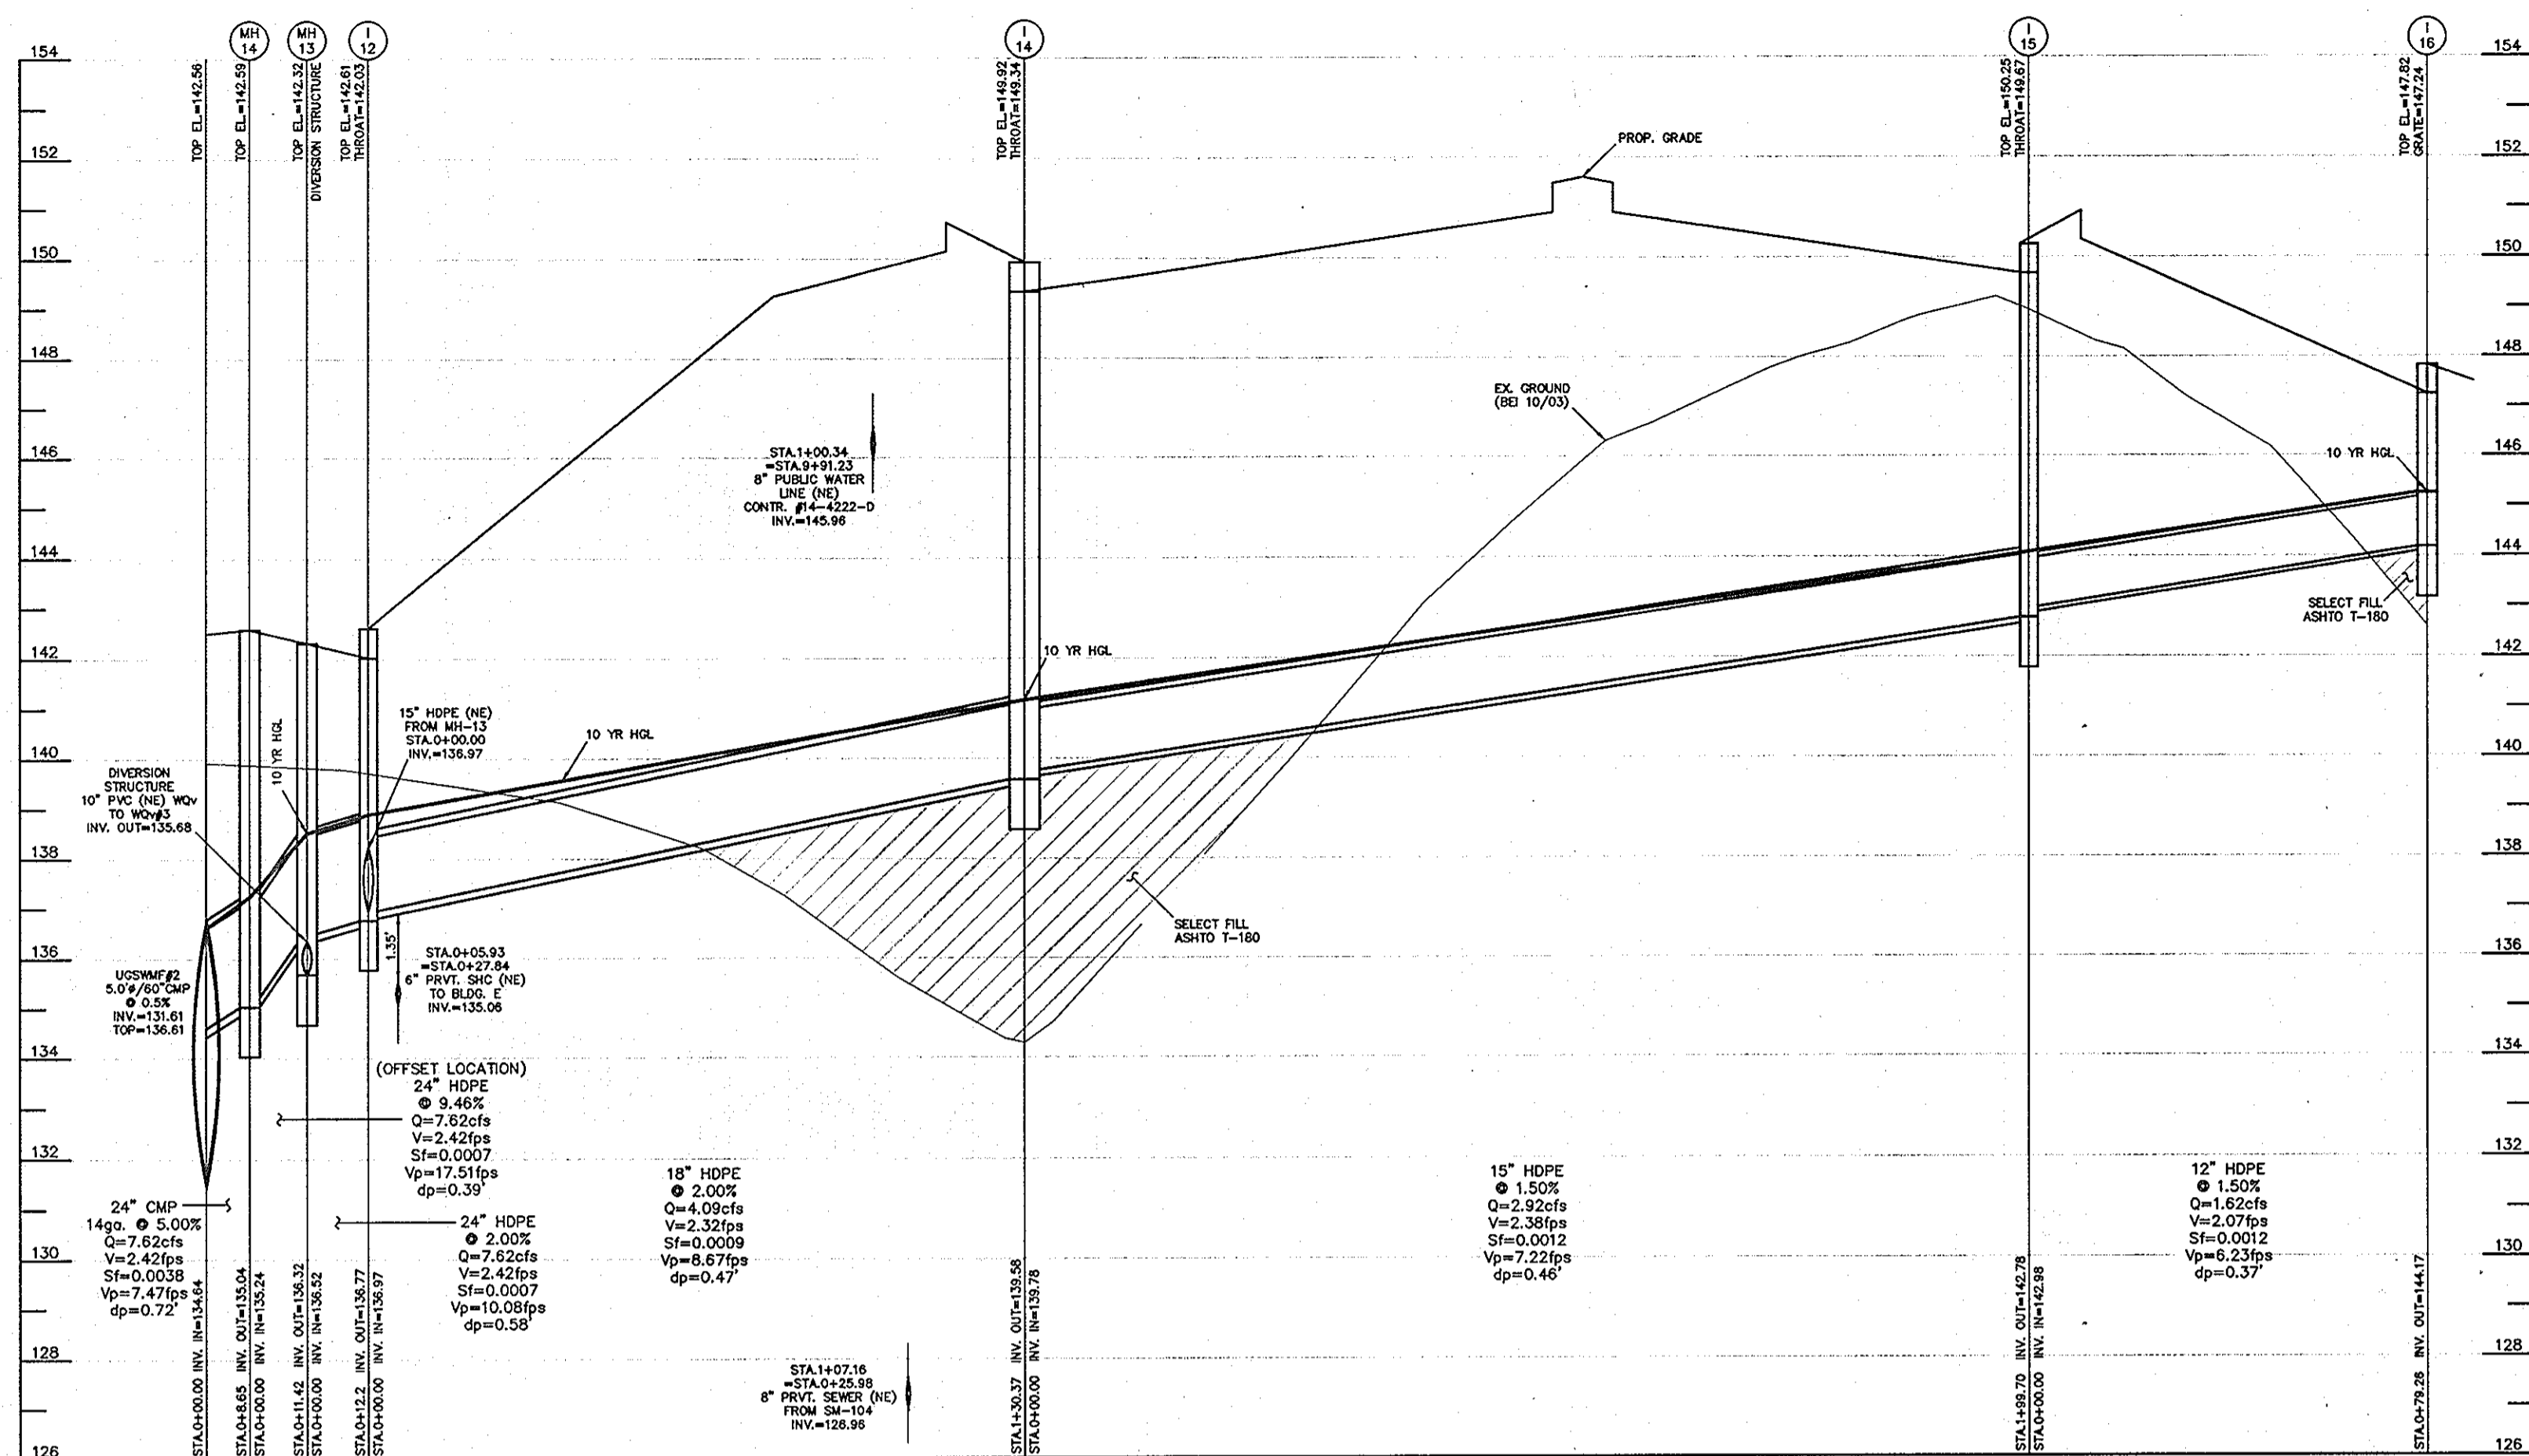 MH
14
MH
13
I
12
I
14
I
15
I
16
154
152
150
148
146
144
142
140
138
136
134
132
130
128
126
154
152
150
148
146
144
142
140
138
136
134
132
130
128
126
TOP EL.=142.56
TOP EL.=142.59
TOP EL.=142.32
DIVERSION STRUCTURE
TOP EL.=142.61
THROAT=142.03
TOP EL.=149.92
THROAT=149.34
TOP EL.=150.25
THROAT=149.67
TOP EL.=147.82
GRATE=147.24
PROP. GRADE
EX. GROUND
(BEI 10/03)
STA.1+00.34
=STA.9+91.23
8" PUBLIC WATER
LINE (NE)
CONTR. #14-4222-D
INV.=145.96
10 YR HGL
SELECT FILL
ASHTO T-180
10 YR HGL
15" HDPE (NE)
FROM MH-13
STA.0+00.00
INV.=136.97
10 YR HGL
10 YR HGL
DIVERSION
STRUCTURE
10" PVC (NE) WQv
TO WQv#3
INV. OUT=135.68
SELECT FILL
ASHTO T-180
1.35'
STA.0+05.93
=STA.0+27.84
6" PRVT. SHC (NE)
TO BLDG. E
INV.=135.06
UGSWMF#2
5.0'ø/60"CMP
@ 0.5%
INV.=131.61
TOP=136.61
(OFFSET LOCATION)
24" HDPE
@ 9.46%
Q=7.62cfs
V=2.42fps
Sf=0.0007
Vp=17.51fps
dp=0.39'
24" CMP
14ga. @ 5.00%
Q=7.62cfs
V=2.42fps
Sf=0.0038
Vp=7.47fps
dp=0.72'
24" HDPE
@ 2.00%
Q=7.62cfs
V=2.42fps
Sf=0.0007
Vp=10.08fps
dp=0.58'
18" HDPE
@ 2.00%
Q=4.09cfs
V=2.32fps
Sf=0.0009
Vp=8.67fps
dp=0.47'
15" HDPE
@ 1.50%
Q=2.92cfs
V=2.38fps
Sf=0.0012
Vp=7.22fps
dp=0.46'
12" HDPE
@ 1.50%
Q=1.62cfs
V=2.07fps
Sf=0.0012
Vp=6.23fps
dp=0.37'
STA.1+07.16
=STA.0+25.98
8" PRVT. SEWER (NE)
FROM SM-104
INV.=126.96
STA.0+00.00 INV. IN=134.64
STA.0+8.65 INV. OUT=135.04
STA.0+00.00 INV. IN=135.24
STA.0+11.42 INV. OUT=136.32
STA.0+00.00 INV. IN=136.52
STA.0+12.2 INV. OUT=136.77
STA.0+00.00 INV. IN=136.97
STA.1+30.37 INV. OUT=139.58
STA.0+00.00 INV. IN=139.78
STA.1+99.70 INV. OUT=142.78
STA.0+00.00 INV. IN=142.98
STA.0+79.26 INV. OUT=144.17